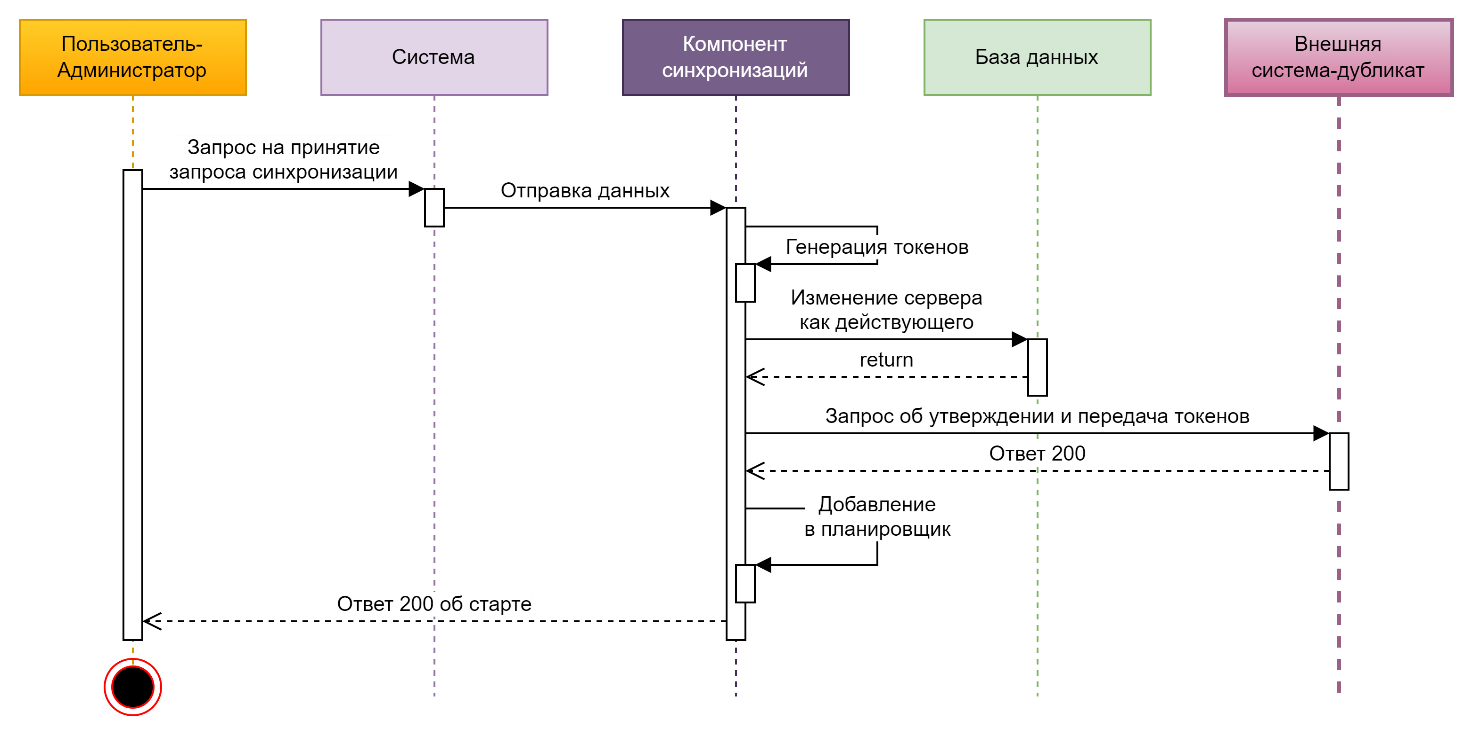 Пользователь-
Администратор
Система
Компонент
синхронизаций
База данных
Внешняя
система-дубликат
Запрос на принятие
запроса синхронизации
Отправка данных
Генерация токенов
Изменение сервера
как действующего
return
Запрос об утверждении и передача токенов
Ответ 200
Добавление
в планировщик
Ответ 200 об старте